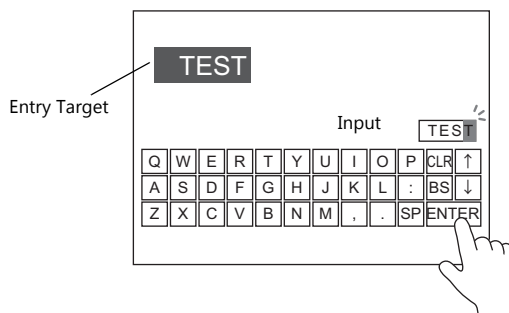 TEST
Entry Target
Input
TEST
Q W E R T Y U I O P CLR ↑
A S D F G H J K L : BS ↓
Z X C V B N M , . SP ENTER